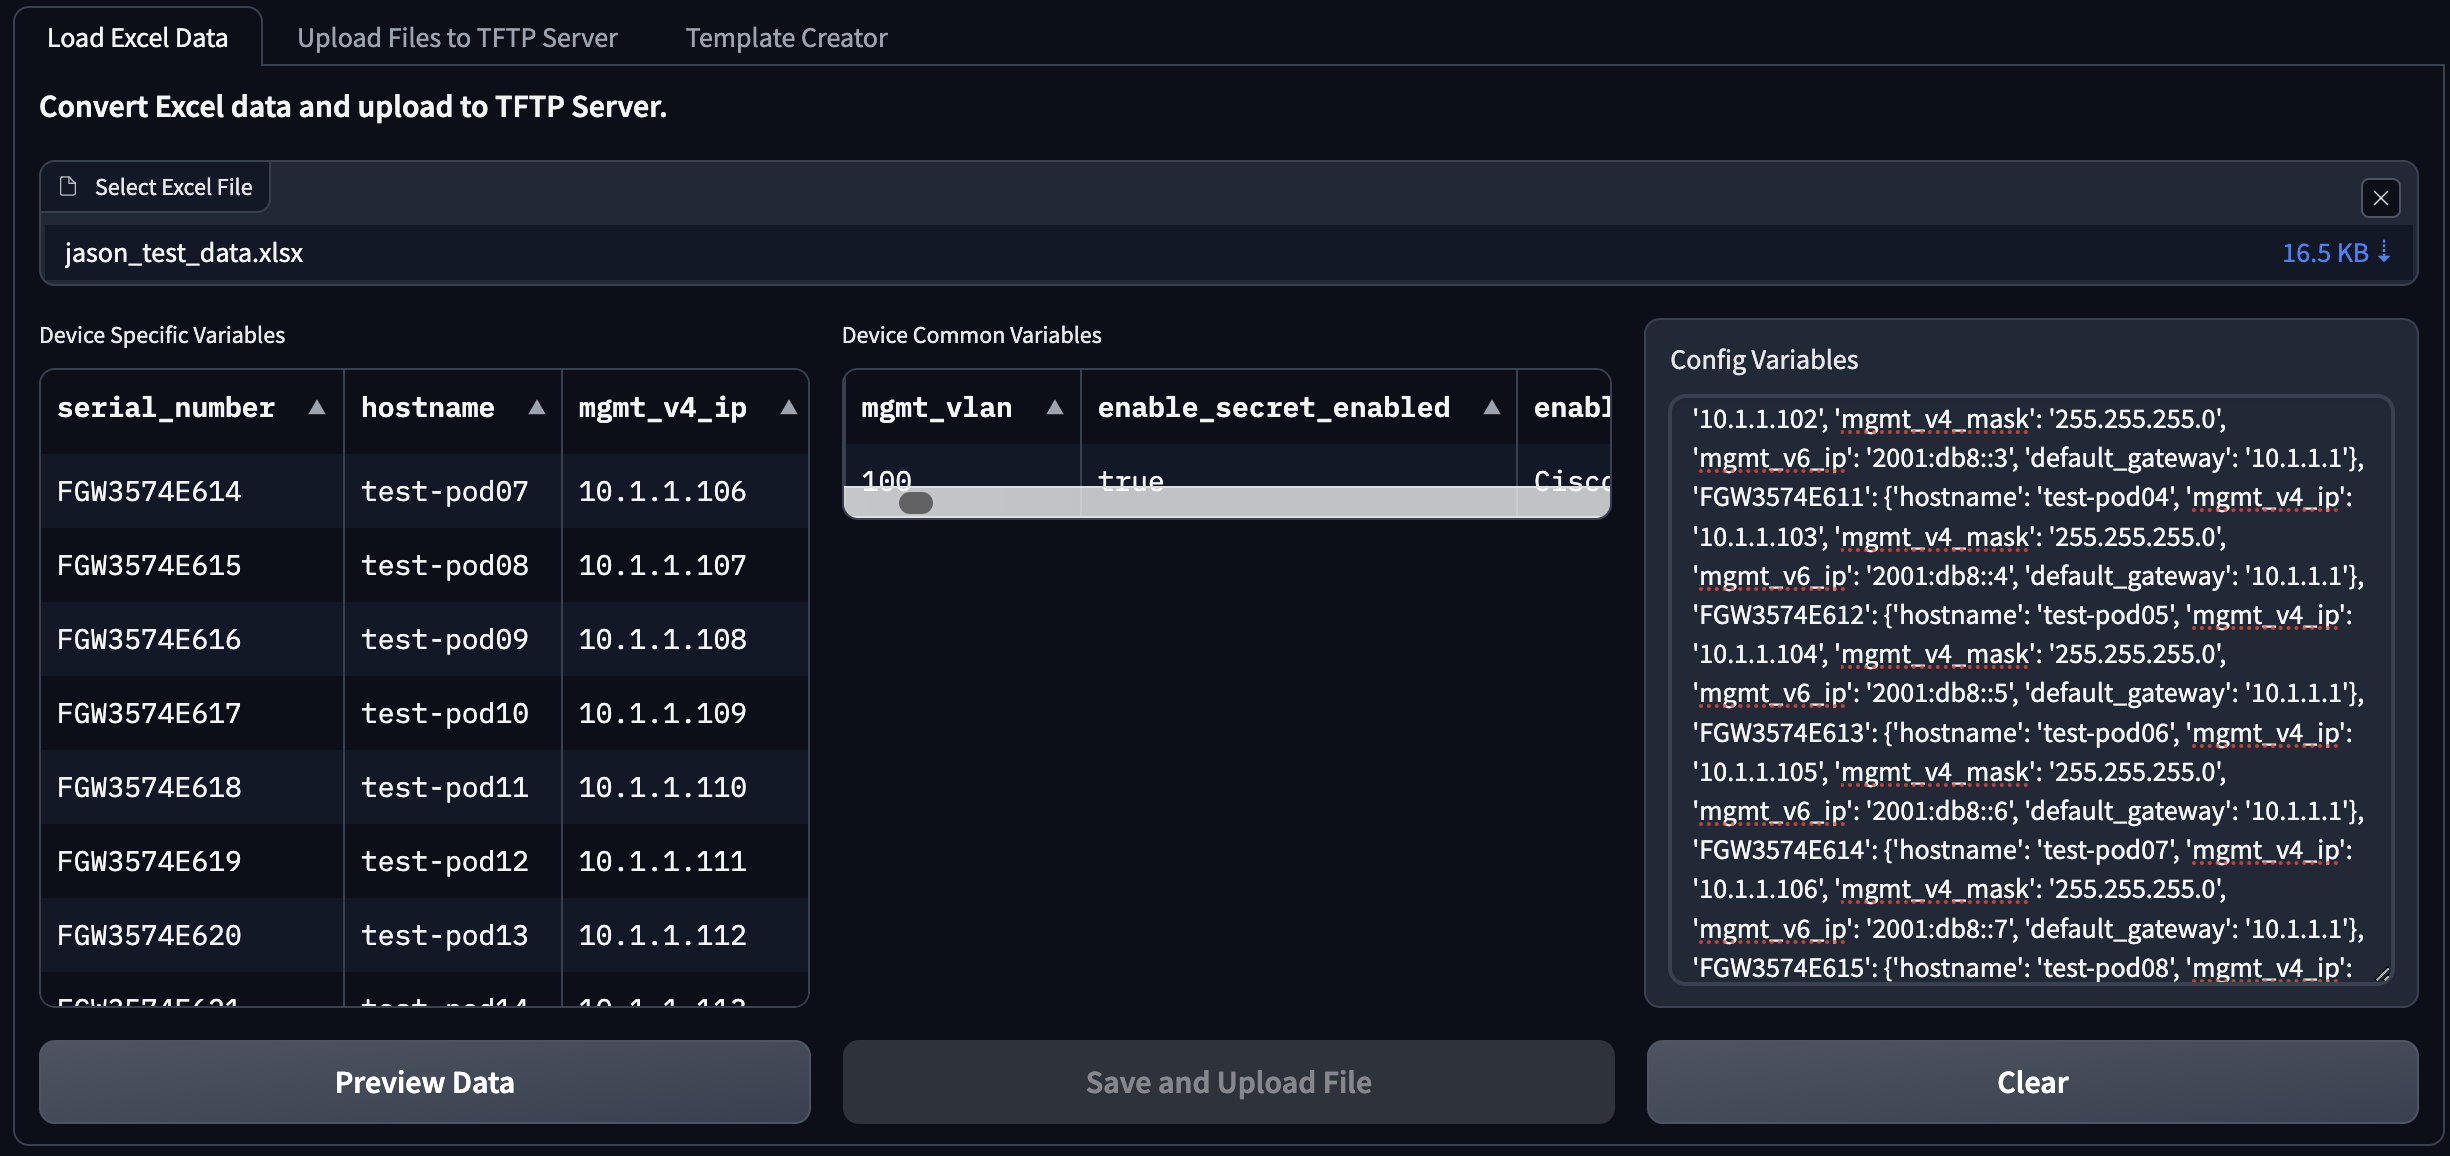 Load Excel Data
Upload Files to TFTP Server
Template Creator
Convert Excel data and upload to TFTP Server.
Select Excel File
jason_test_data.xlsx
16.5 KB ⇣
Device Specific Variables
serial_number ▲ hostname ▲ mgmt_v4_ip ▲
FGW3574E614 test-pod07 10.1.1.106
FGW3574E615 test-pod08 10.1.1.107
FGW3574E616 test-pod09 10.1.1.108
FGW3574E617 test-pod10 10.1.1.109
FGW3574E618 test-pod11 10.1.1.110
FGW3574E619 test-pod12 10.1.1.111
FGW3574E620 test-pod13 10.1.1.112
FGW3574E621 test-pod14 10.1.1.113
Device Common Variables
mgmt_vlan ▲ enable_secret_enabled ▲ enabl
100 true Cisco
Config Variables
'10.1.1.102', 'mgmt_v4_mask': '255.255.255.0',
'mgmt_v6_ip': '2001:db8::3', 'default_gateway': '10.1.1.1'},
'FGW3574E611': {'hostname': 'test-pod04', 'mgmt_v4_ip':
'10.1.1.103', 'mgmt_v4_mask': '255.255.255.0',
'mgmt_v6_ip': '2001:db8::4', 'default_gateway': '10.1.1.1'},
'FGW3574E612': {'hostname': 'test-pod05', 'mgmt_v4_ip':
'10.1.1.104', 'mgmt_v4_mask': '255.255.255.0',
'mgmt_v6_ip': '2001:db8::5', 'default_gateway': '10.1.1.1'},
'FGW3574E613': {'hostname': 'test-pod06', 'mgmt_v4_ip':
'10.1.1.105', 'mgmt_v4_mask': '255.255.255.0',
'mgmt_v6_ip': '2001:db8::6', 'default_gateway': '10.1.1.1'},
'FGW3574E614': {'hostname': 'test-pod07', 'mgmt_v4_ip':
'10.1.1.106', 'mgmt_v4_mask': '255.255.255.0',
'mgmt_v6_ip': '2001:db8::7', 'default_gateway': '10.1.1.1'},
'FGW3574E615': {'hostname': 'test-pod08', 'mgmt_v4_ip':
Preview Data
Save and Upload File
Clear